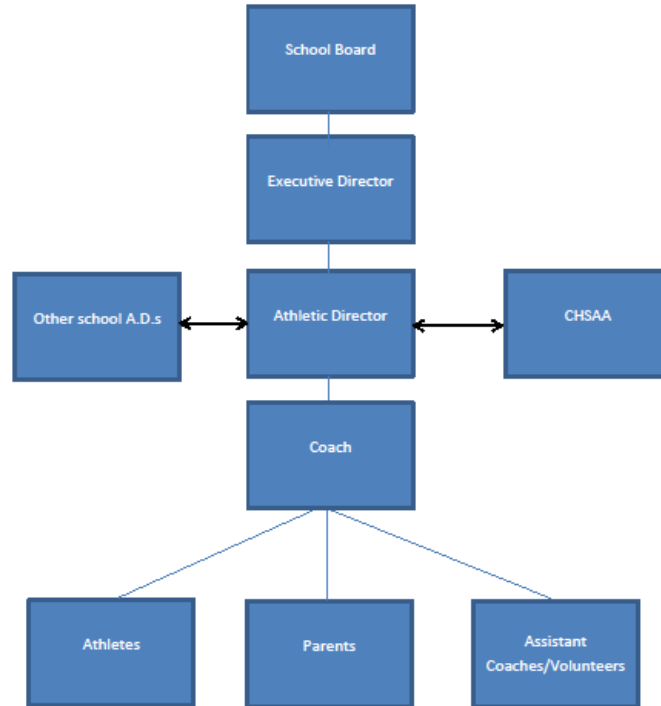 School Board
Executive Director
Other school A.D.s
Athletic Director
CHSAA
Coach
Athletes
Parents
Assistant
Coaches/Volunteers